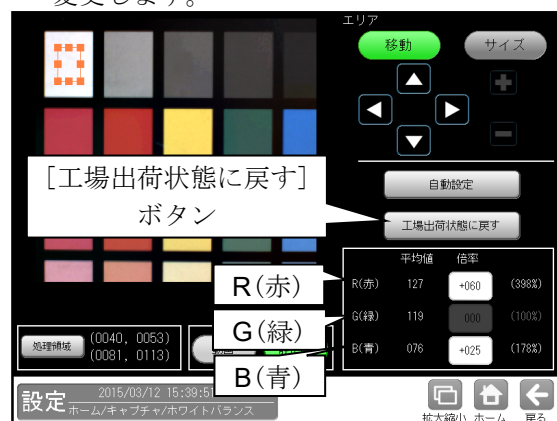 変更します。
エリア
移動
サイズ
自動設定
工場出荷状態に戻す
［工場出荷状態に戻す］
ボタン
平均値 倍率
R(赤) 127 +060 (398%)
G(緑) 119 000 (100%)
B(青) 076 +025 (178%)
R(赤)
G(緑)
B(青)
処理領域
(0040, 0053)
(0081, 0113)
設定
2015/03/12 15:39:5
ホーム/キャプチャ/ホワイトバランス
拡大縮小 ホーム 戻る